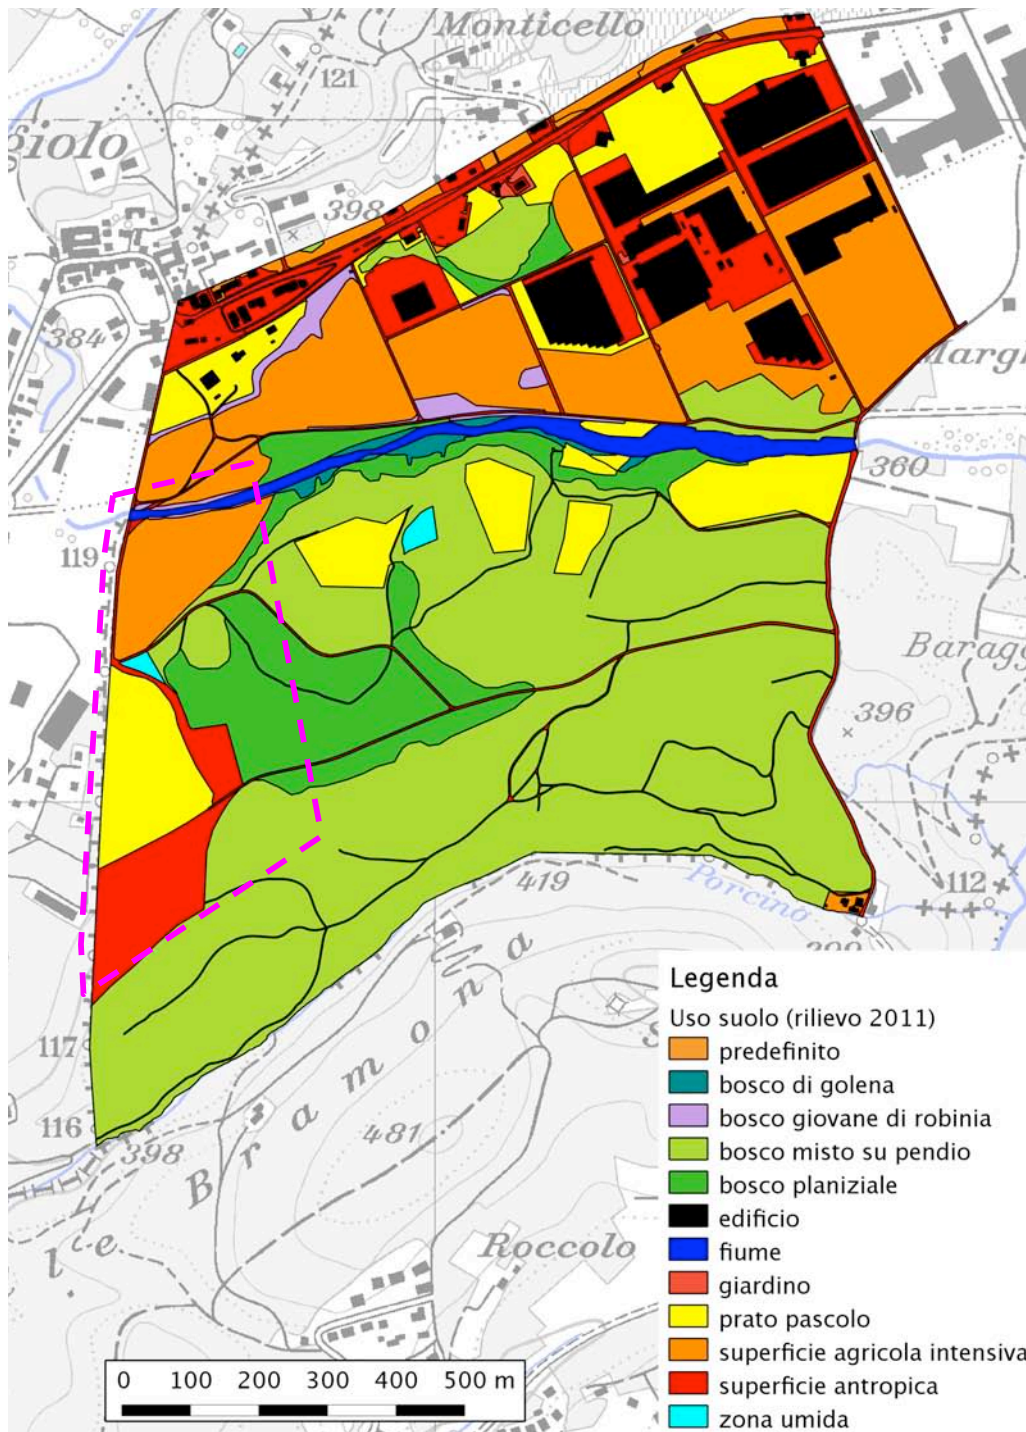 Monticello
121
giolo
398
384
Marg
360
119
Baragg
396
419
Porcino
112
399
Bramona
S
117
116
398
481
l e
Roccolo
Legenda
Uso suolo (rilievo 2011)
predefinito
bosco di golena
bosco giovane di robinia
bosco misto su pendio
bosco planiziale
edificio
fiume
giardino
prato pascolo
superficie agricola intensiva
superficie antropica
zona umida
0 100 200 300 400 500 m